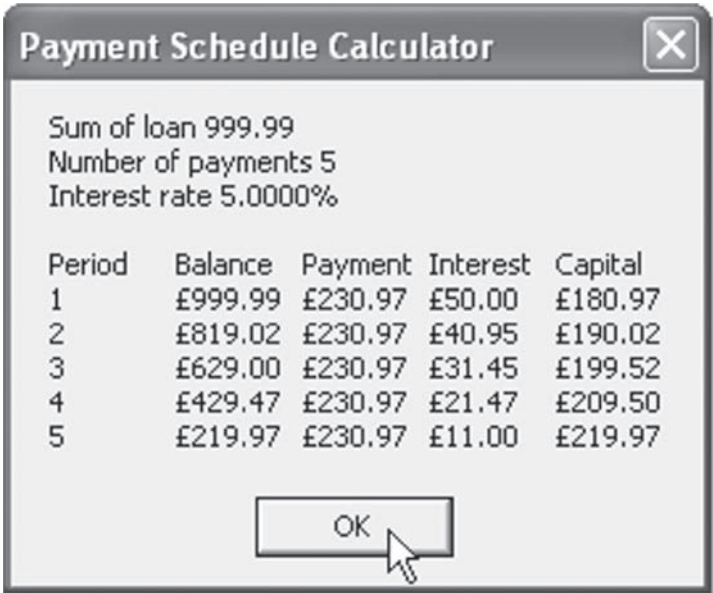 Payment Schedule Calculator
Sum of loan 999.99
Number of payments 5
Interest rate 5.0000%
Period Balance Payment Interest Capital
1 £999.99 £230.97 £50.00 £180.97
2 £819.02 £230.97 £40.95 £190.02
3 £629.00 £230.97 £31.45 £199.52
4 £429.47 £230.97 £21.47 £209.50
5 £219.97 £230.97 £11.00 £219.97
OK